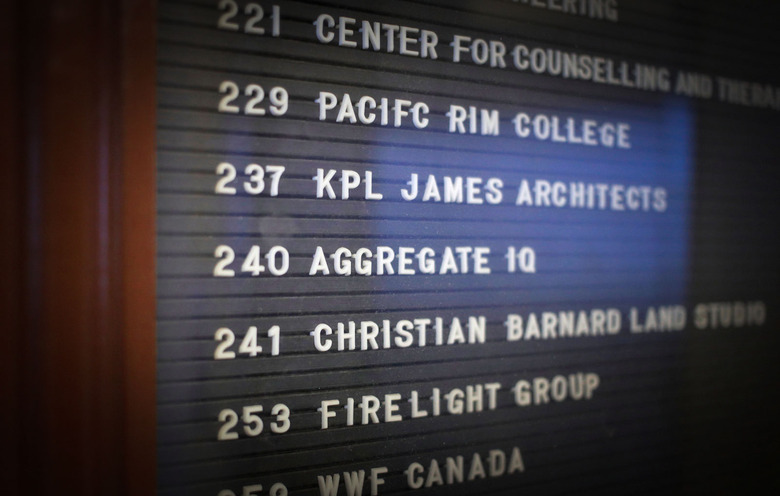 221 CENTER FOR COUNSELLING AND
229 PACIFC RIM COLLEGE
237 KPL JAMES ARCHITECTS
240 AGGREGATE IQ
241 CHRISTIAN BARNARD LAND STUDIO
253 FIRELIGHT GROUP
WWF CANADA